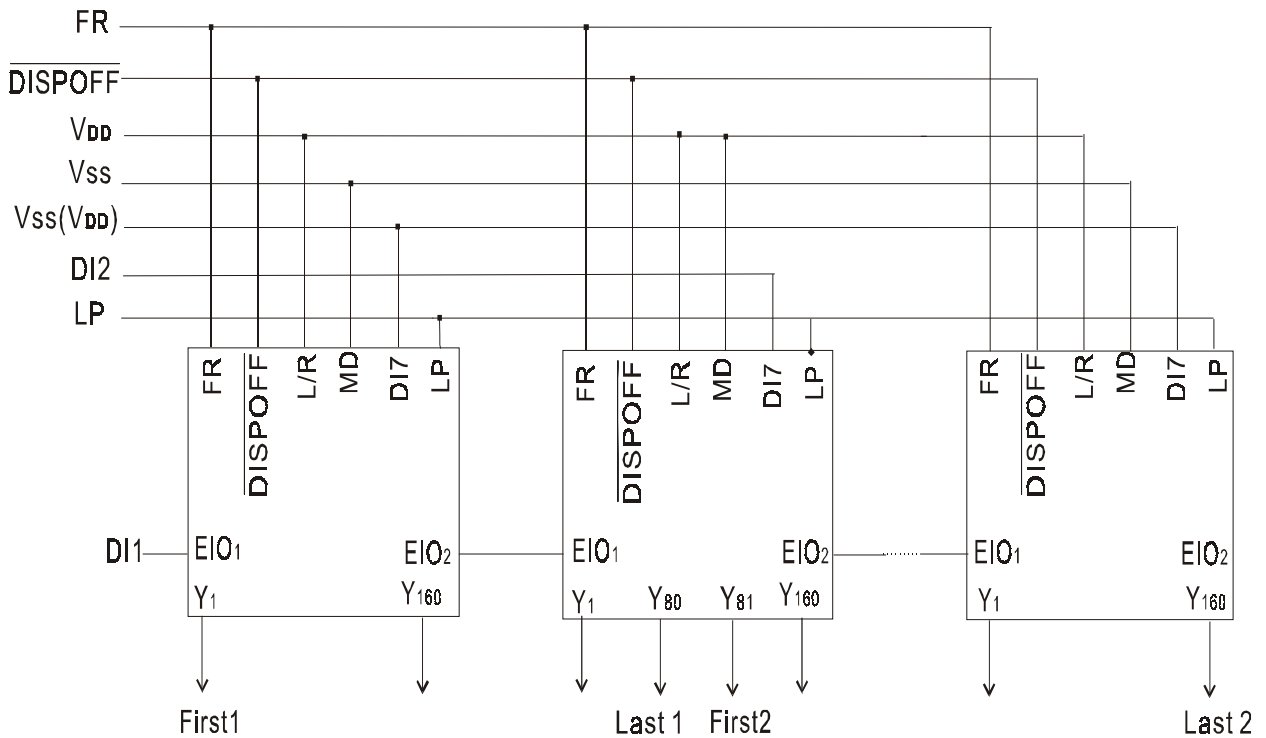 FR
DISPOFF
VDD
Vss
Vss(VDD)
DI2
LP
FR
DISPOFF
L/R
MD
DI7
LP
FR
DISPOFF
L/R
MD
DI7
LP
FR
DISPOFF
L/R
MD
DI7
LP
DI1
EIO1
EIO2
EIO1
EIO2
EIO1
EIO2
Y1
Y160
Y1
Y80
Y81
Y160
Y1
Y160
First1
Last 1
First2
Last 2